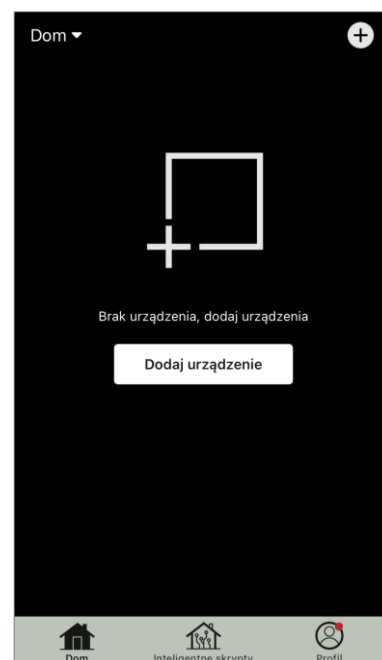 Dom
Brak urządzenia, dodaj urządzenia
Dodaj urządzenie
Dom
Inteligentne skrypty
Profil